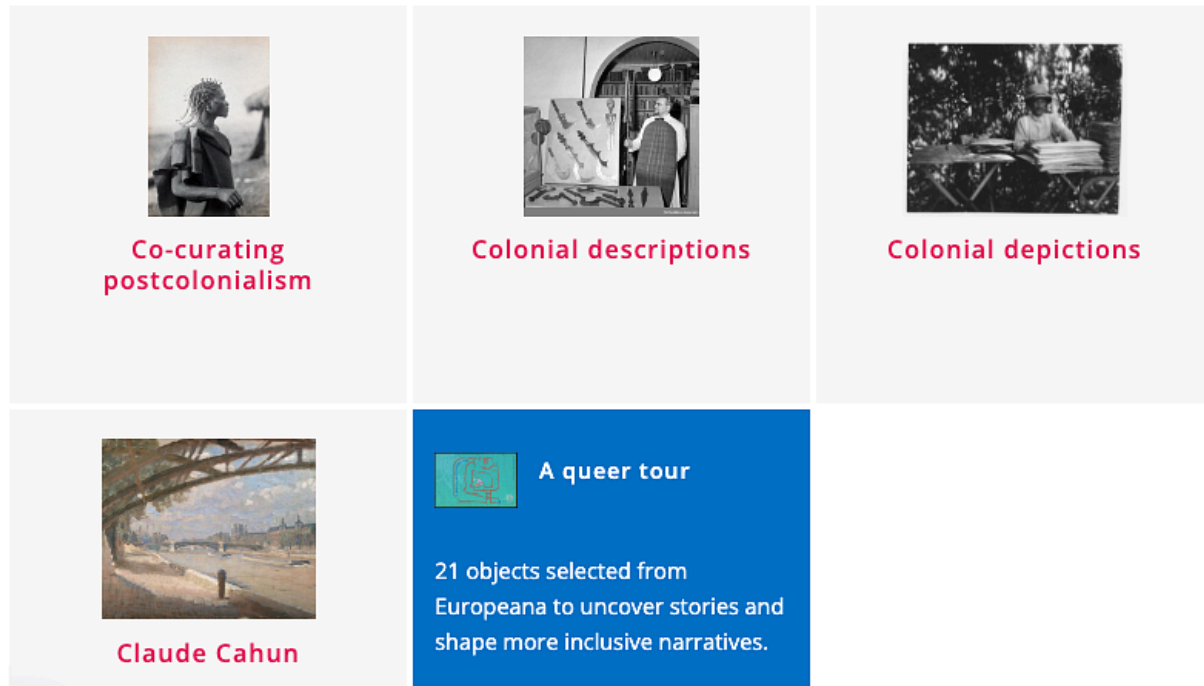 Co-curating
postcolonialism
Colonial descriptions
Colonial depictions
Claude Cahun
A queer tour
21 objects selected from
Europeana to uncover stories and
shape more inclusive narratives.